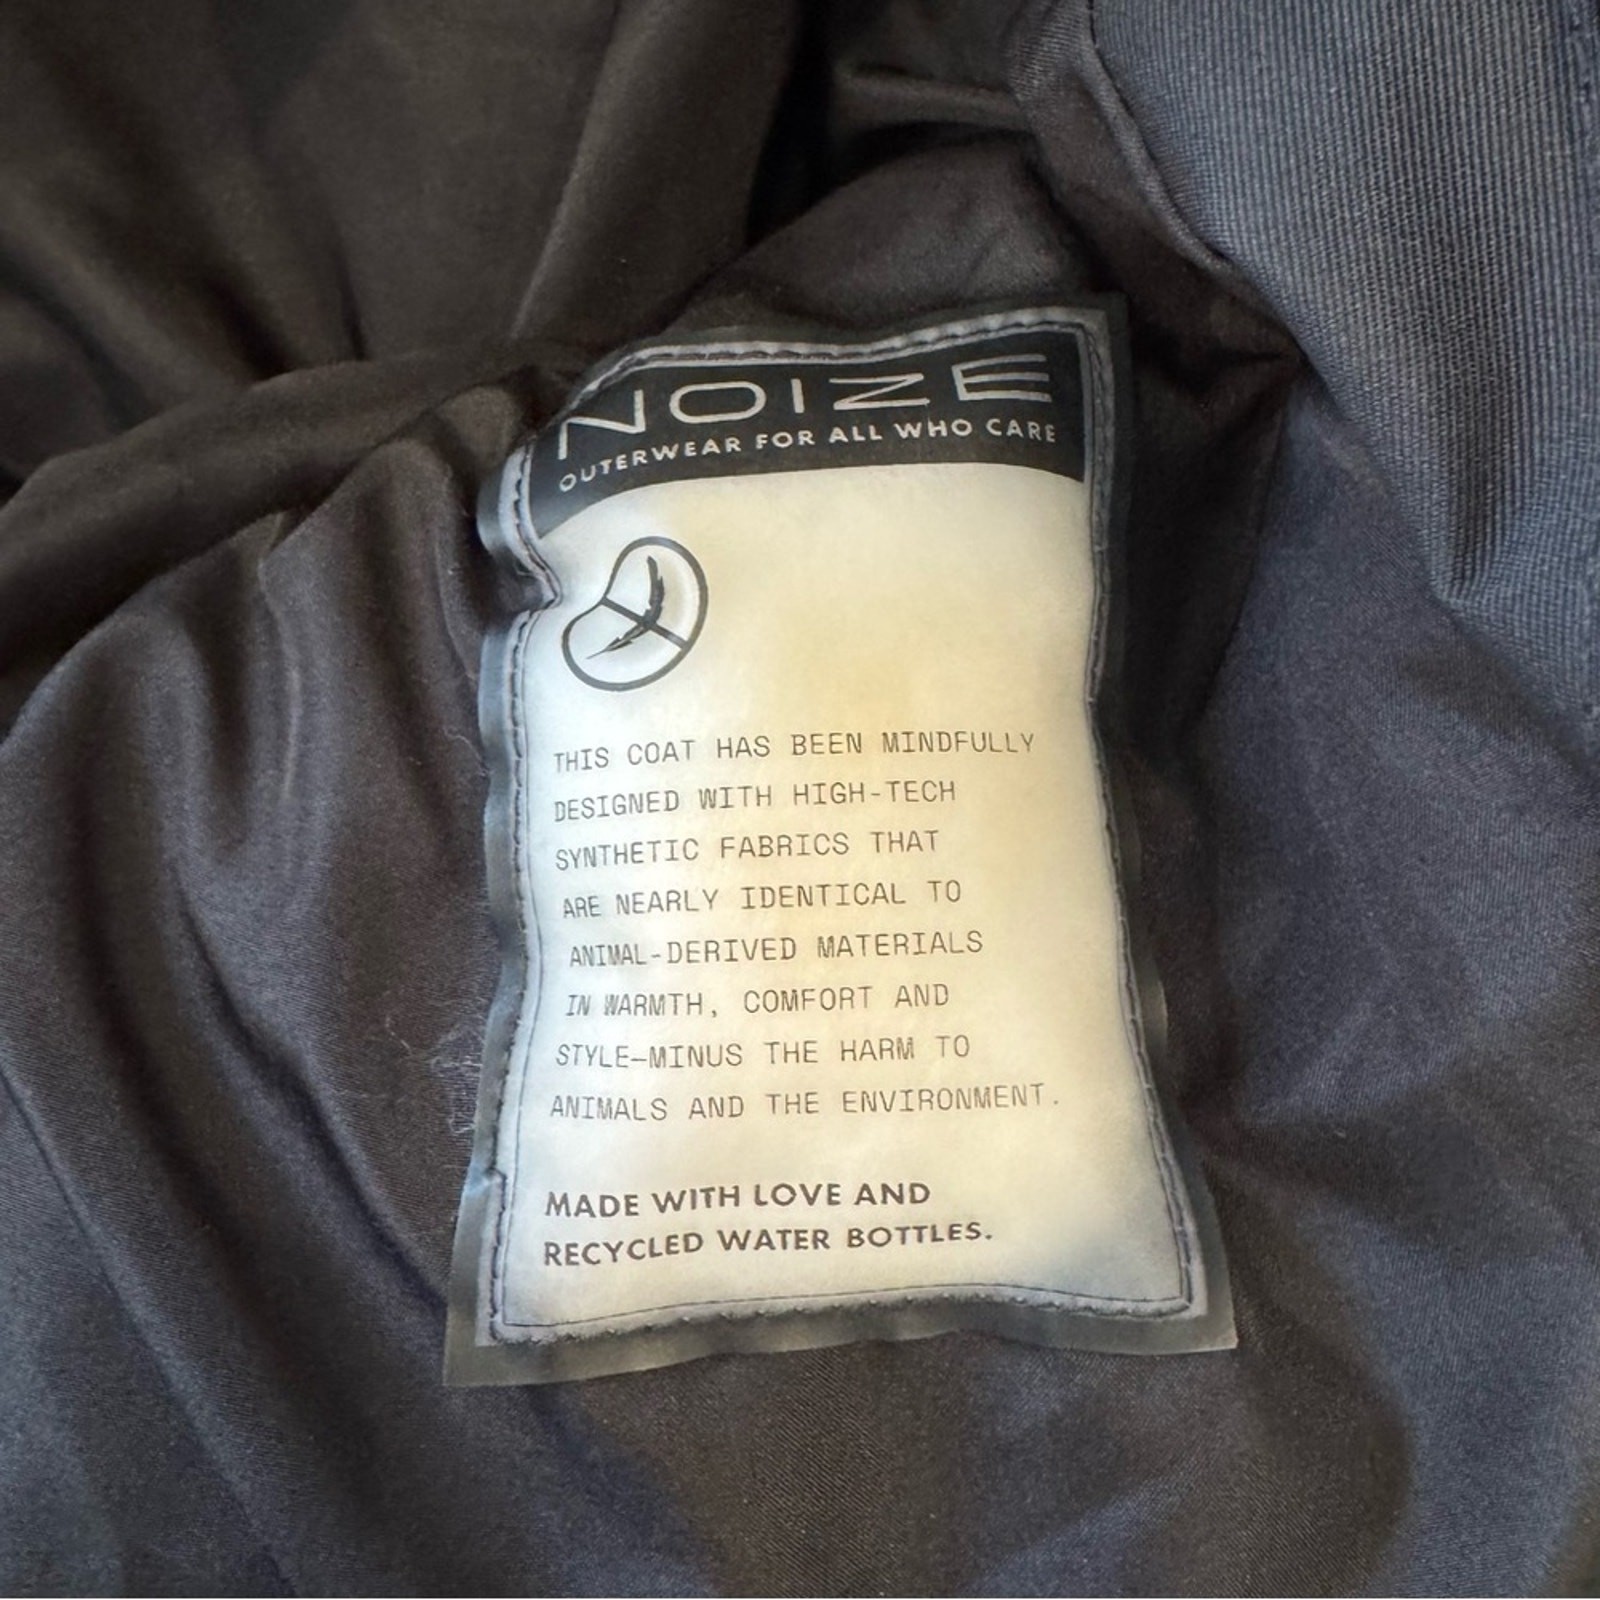 NOIZE
OUTERWEAR FOR ALL WHO CARE
THIS COAT HAS BEEN MINDFULLY
DESIGNED WITH HIGH-TECH
SYNTHETIC FABRICS THAT
ARE NEARLY IDENTICAL TO
ANIMAL-DERIVED MATERIALS
IN WARMTH, COMFORT AND
STYLE—MINUS THE HARM TO
ANIMALS AND THE ENVIRONMENT.
MADE WITH LOVE AND
RECYCLED WATER BOTTLES.